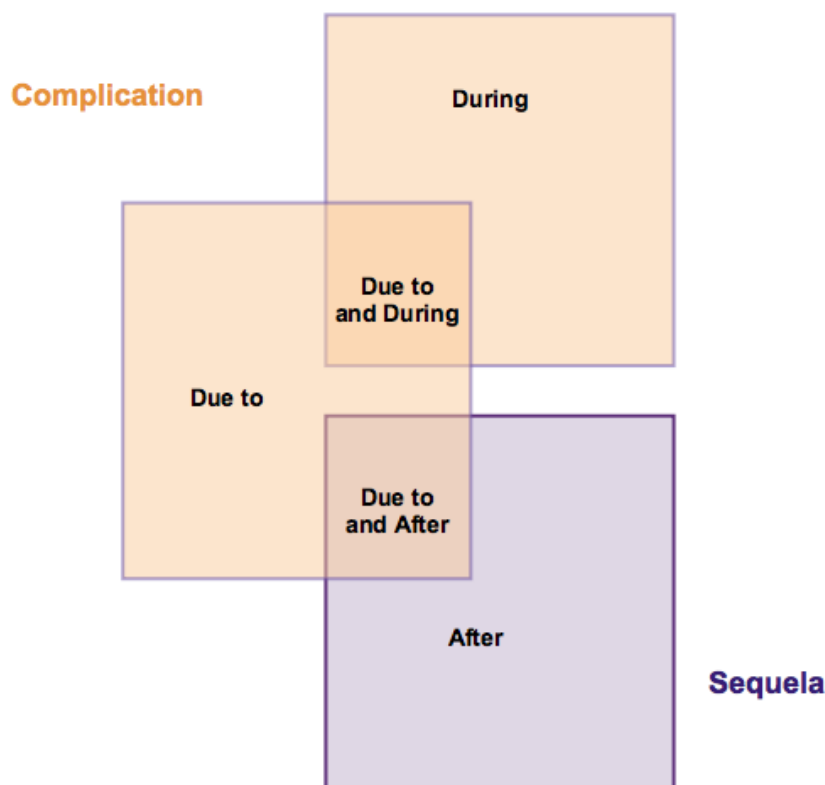 Complication
During
Due to
and During
Due to
Due to
and After
After
Sequela